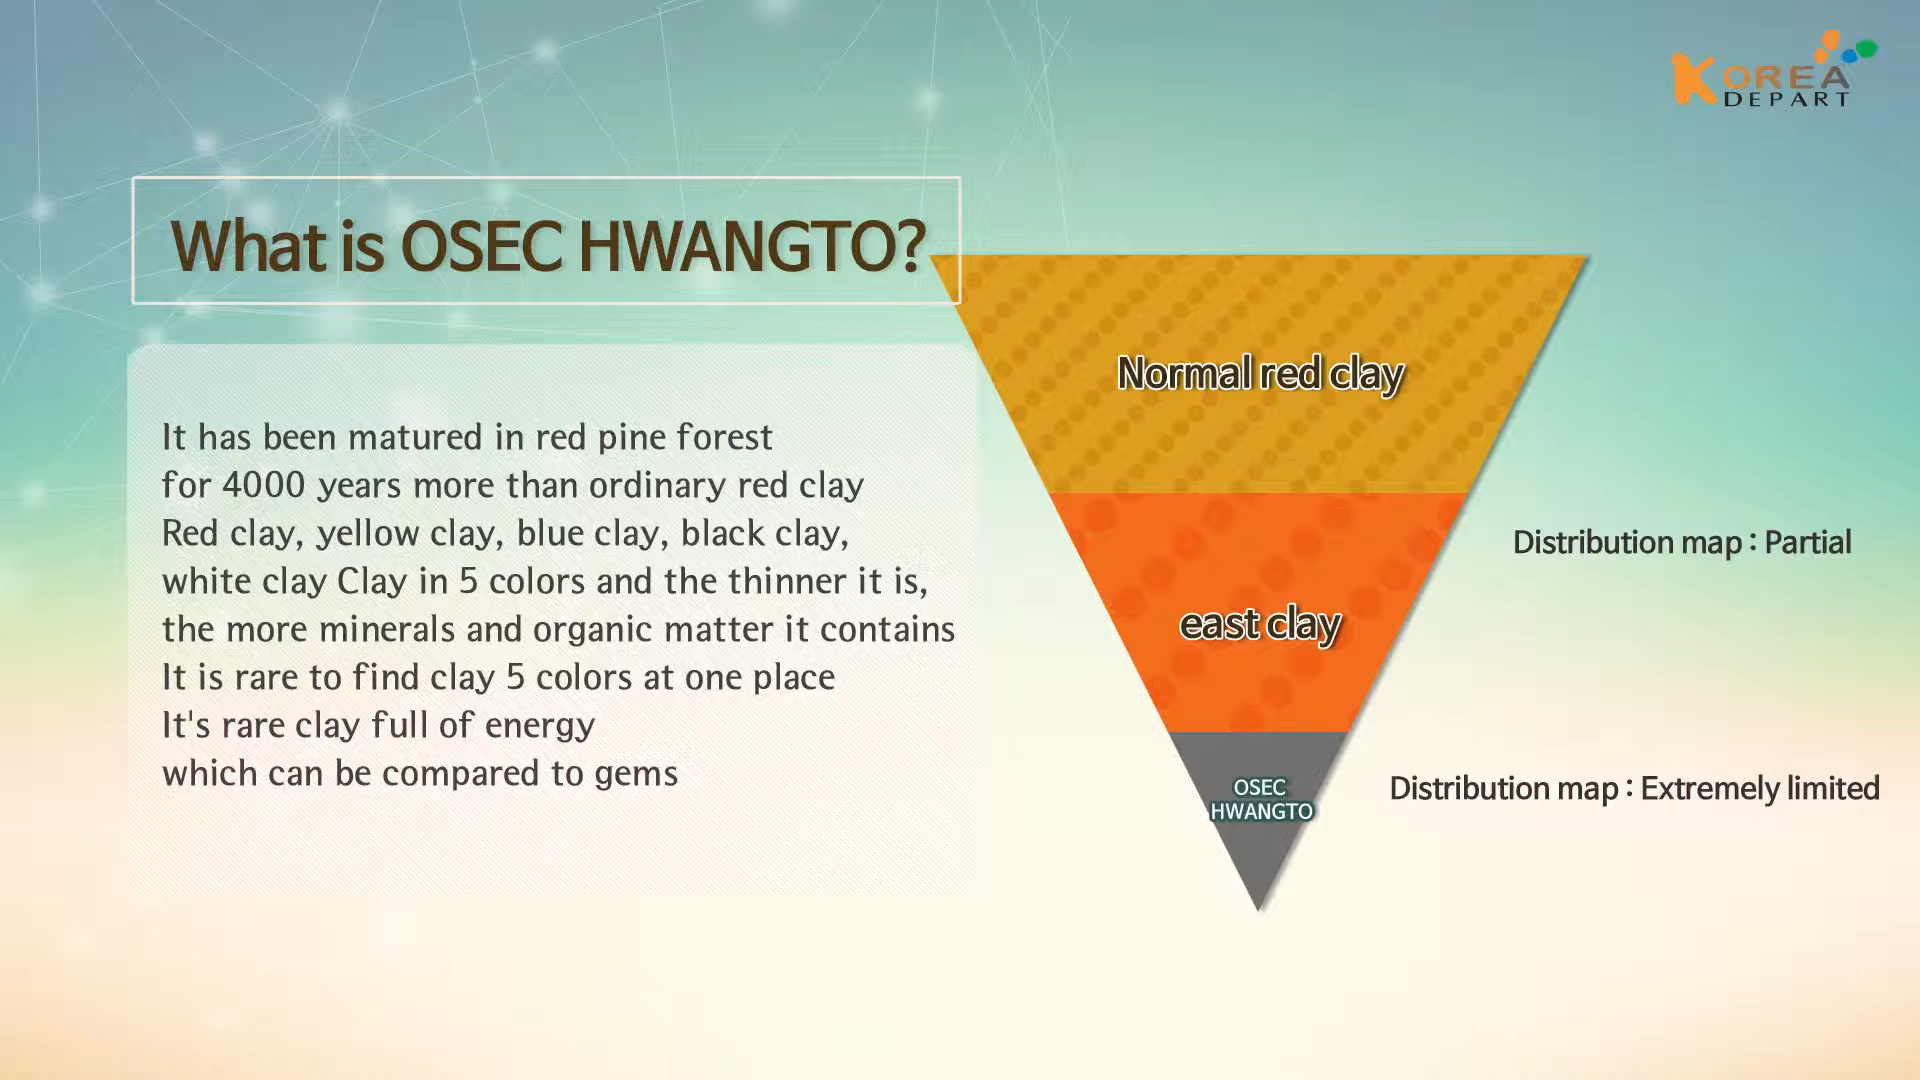 KOREA
DEPART
What is OSEC HWANGTO?
It has been matured in red pine forest
for 4000 years more than ordinary red clay
Red clay, yellow clay, blue clay, black clay,
white clay Clay in 5 colors and the thinner it is,
the more minerals and organic matter it contains
It is rare to find clay 5 colors at one place
It's rare clay full of energy
which can be compared to gems
Normal red clay
east clay
Distribution map : Partial
OSEC
HWANGTO
Distribution map : Extremely limited